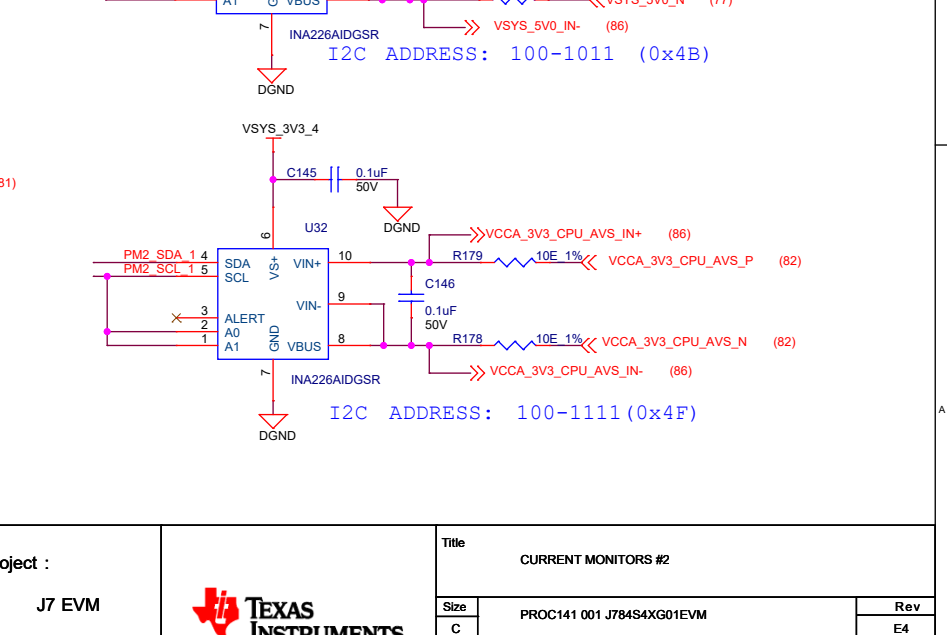 A1
VBUS
VSYS_5V0_IN- (86)
7
INA226AIDGSR
I2C ADDRESS: 100-1011 (0x4B)
DGND
VSYS_3V3_4
C145
0.1uF
50V
DGND
6
U32
VS+
VCCA_3V3_CPU_AVS_IN+ (86)
PM2_SDA_1 4 SDA
VIN+ 10
R179 10E_1% VCCA_3V3_CPU_AVS_P (82)
PM2_SCL_1 5 SCL
C146
0.1uF
50V
VIN- 9
3 ALERT
2 A0
1 A1
GND
VBUS 8
R178 10E_1% VCCA_3V3_CPU_AVS_N (82)
VCCA_3V3_CPU_AVS_IN- (86)
7
INA226AIDGSR
I2C ADDRESS: 100-1111(0x4F)
DGND
A
Title
CURRENT MONITORS #2
oject :
J7 EVM
TEXAS
INSTRUMENTS
Size
C
PROC141 001 J784S4XG01EVM
Rev
E4